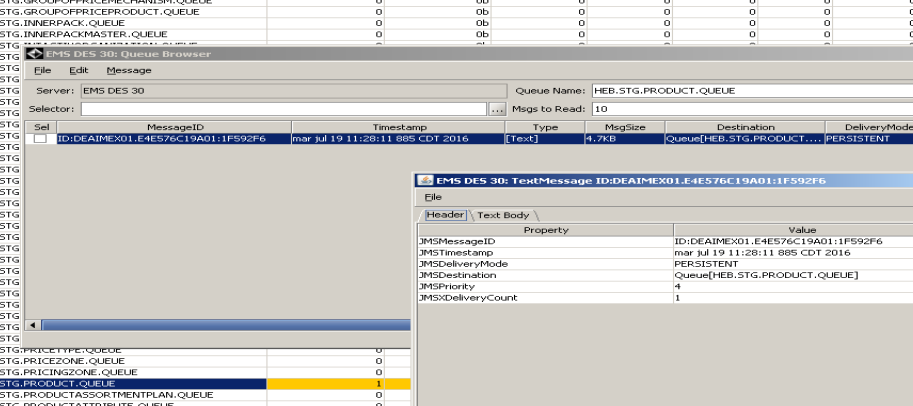 STG.GROUPOFPRICEMECHANISM.QUEUE 0 0b 0 0 0 0
STG.GROUPOFPRICEPRODUCT.QUEUE 0 0b 0 0 0 0
STG.INNERPACK.QUEUE 0 0b 0 0 0 0
STG.INNERPACKMASTER.QUEUE 0 0b 0 0 0 0
EMS DES 30: Queue Browser
File Edit Message
Server: EMS DES 30 Queue Name: HEB.STG.PRODUCT.QUEUE
Selector: ... Msgs to Read: 10
Sel MessageID Timestamp Type MsgSize Destination DeliveryMode
ID:DEAIMEX01.E4E576C19A01:1F592F6 mar jul 19 11:28:11 885 CDT 2016 [Text] 4.7KB Queue[HEB.STG.PRODUCT.... PERSISTENT
EMS DES 30: TextMessage ID:DEAIMEX01.E4E576C19A01:1F592F6
File
Header Text Body
Property Value
JMSMessageID ID:DEAIMEX01.E4E576C19A01:1F592F6
JMSTimestamp mar jul 19 11:28:11 885 CDT 2016
JMSDeliveryMode PERSISTENT
JMSDestination Queue[HEB.STG.PRODUCT.QUEUE]
JMSPriority 4
JMSXDeliveryCount 1
STG.PRICETYPE.QUEUE 0
STG.PRICEZONE.QUEUE 0
STG.PRICINGZONE.QUEUE 0
STG.PRODUCT.QUEUE 1
STG.PRODUCTASSORTMENTPLAN.QUEUE 0
STG.PRODUCTATTRIBUTE.QUEUE 0